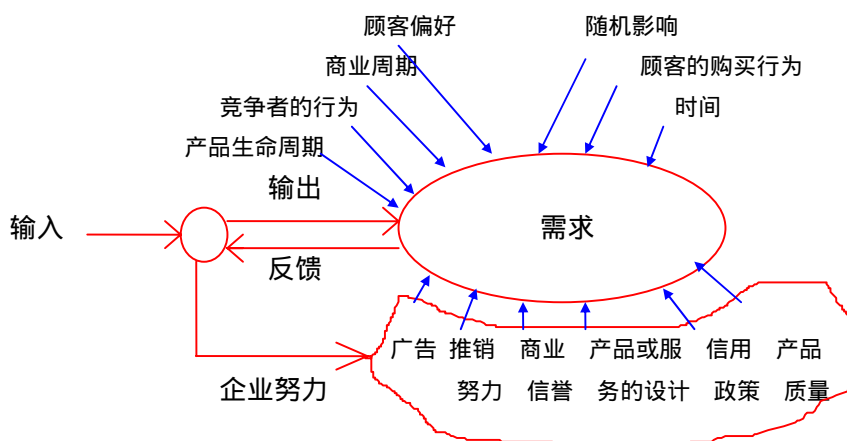 顾客偏好
随机影响
商业周期
顾客的购买行为
竞争者的行为
时间
产品生命周期
输出
输入
需求
反馈
广告 推销 商业 产品或服 信用 产品
努力 信誉 务的设计 政策 质量
企业努力